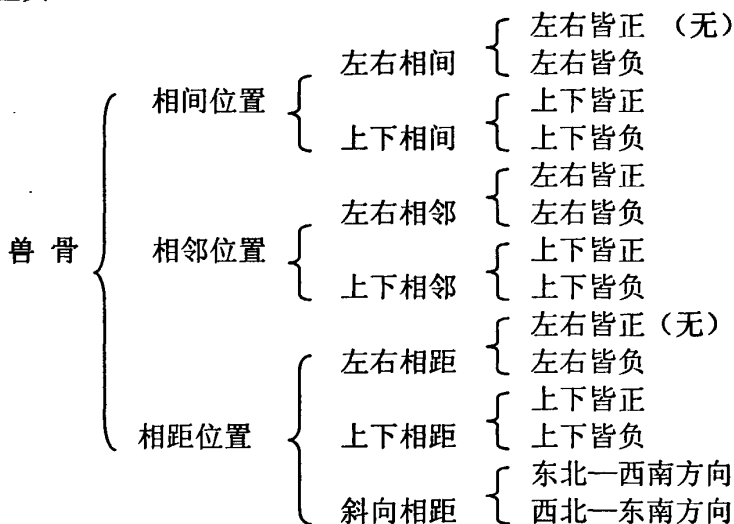 左右皆正 （无）
左右相间
左右皆负
相间位置
上下皆正
上下相间
上下皆负
左右皆正
左右相邻
左右皆负
兽骨
相邻位置
上下皆正
上下相邻
上下皆负
左右皆正（无）
左右相距
左右皆负
上下皆正
相距位置
上下相距
上下皆负
东北—西南方向
斜向相距
西北—东南方向